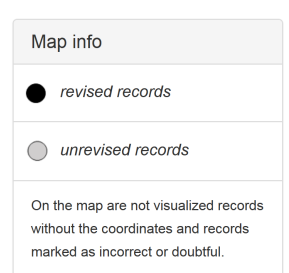 Map info
revised records
unrevised records
On the map are not visualized records
without the coordinates and records
marked as incorrect or doubtful.